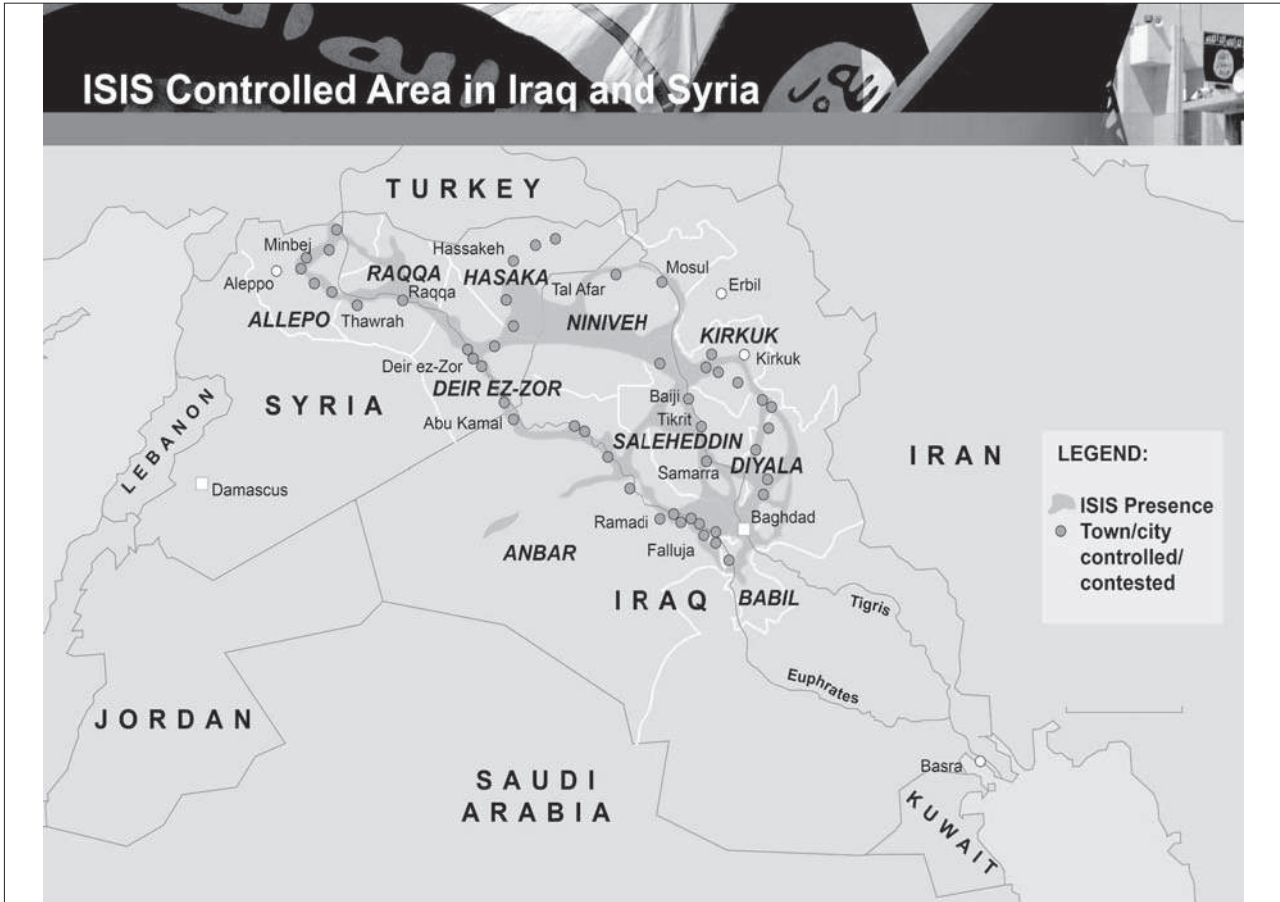 ISIS Controlled Area in Iraq and Syria
TURKEY
Minbej
Hassakeh
Mosul
Aleppo
RAQQA
HASAKA
Tal Afar
Erbil
Raqqa
ALLEPO
Thawrah
NINIVEH
KIRKUK
Kirkuk
Deir ez-Zor
DEIR EZ-ZOR
Baiji
LEBANON
SYRIA
Abu Kamal
Tikrit
SALEHEDDIN
IRAN
Samarra
DIYALA
Damascus
Ramadi
Baghdad
ANBAR
Falluja
IRAQ
BABIL
Tigris
Euphrates
LEGEND:
ISIS Presence
Town/city
controlled/
contested
JORDAN
SAUDI
ARABIA
Basra
KUWAIT